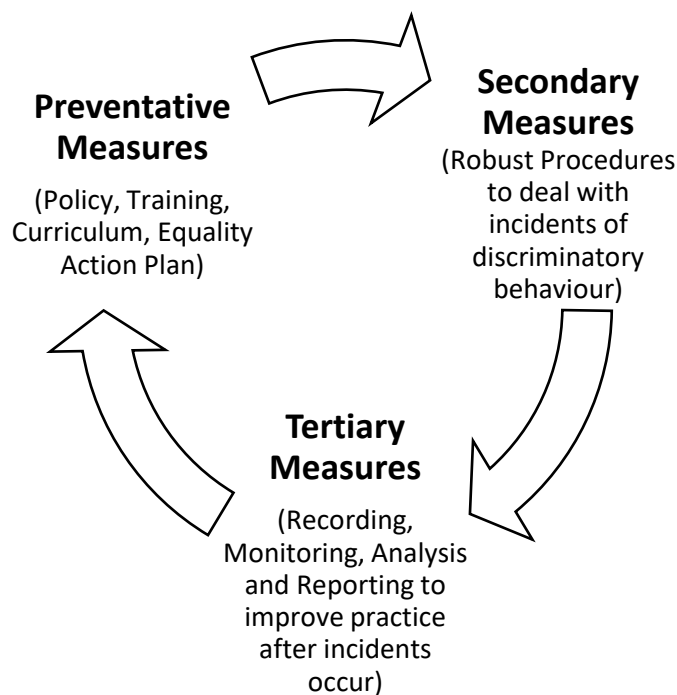 Preventative
Measures
(Policy, Training,
Curriculum, Equality
Action Plan)
Secondary
Measures
(Robust Procedures
to deal with
incidents of
discriminatory
behaviour)
Tertiary
Measures
(Recording,
Monitoring, Analysis
and Reporting to
improve practice
after incidents
occur)